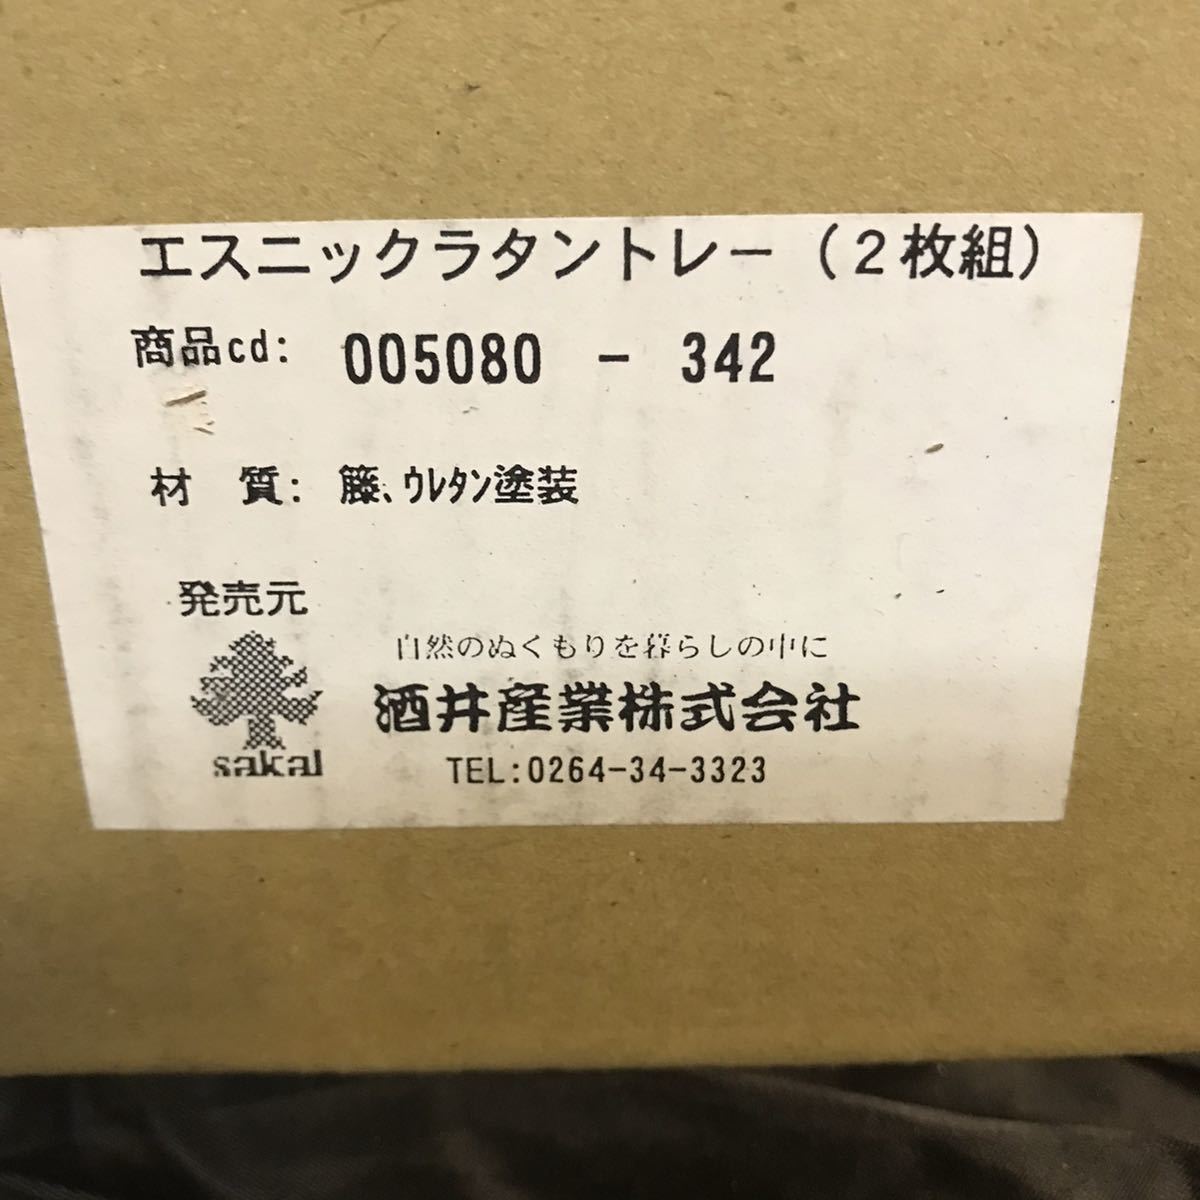 エスニックラタントレー（2枚組）
商品cd: 005080 - 342
材　質: 籐、ｳﾚﾀﾝ塗装
発売元
自然のぬくもりを暮らしの中に
酒井産業株式会社
sakai
TEL:0264-34-3323